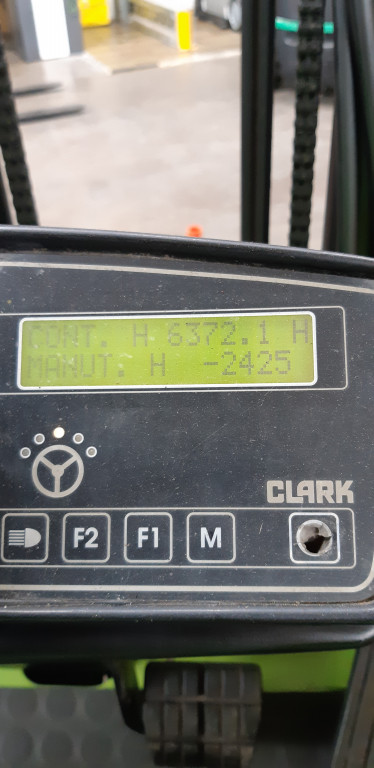 CONT. H 6372.1 H
MANUT. H -2425
CLARK
F2 F1 M